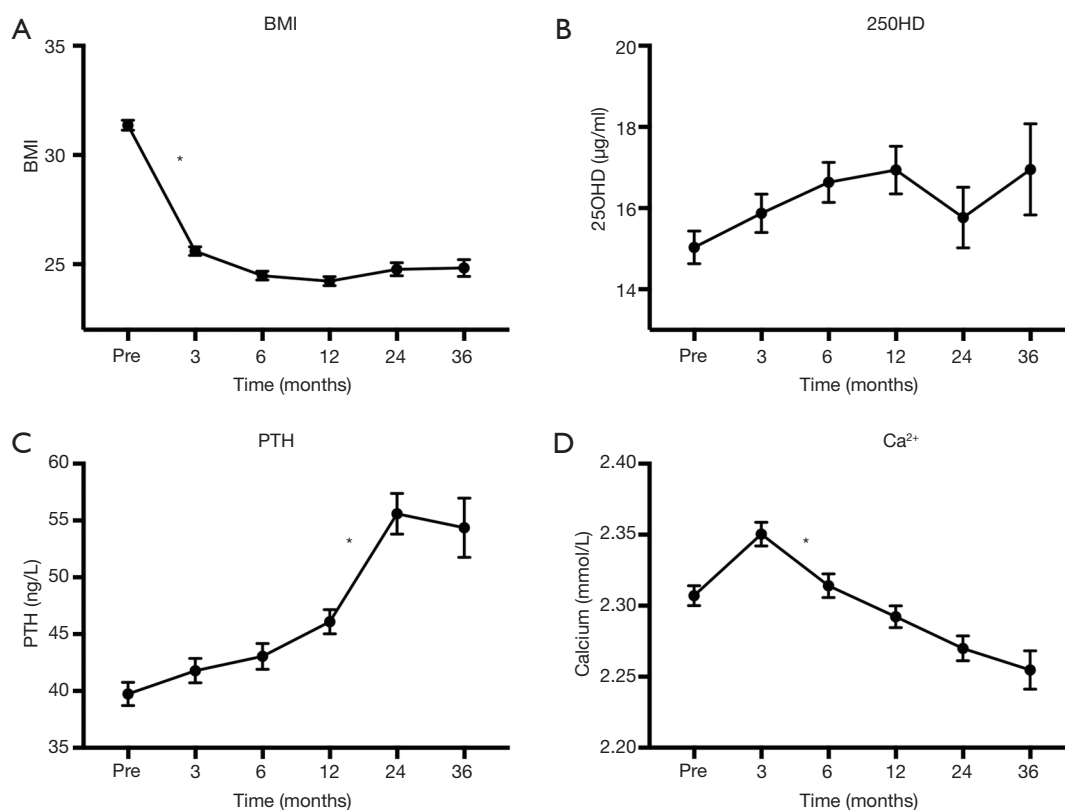 A
BMI
35
30
25
BMI
*
Pre 3 6 12 24 36
Time (months)
B
250HD
20
18
16
14
25OHD (μg/ml)
Pre 3 6 12 24 36
Time (months)
C
PTH
60
55
50
45
40
35
PTH (ng/L)
*
Pre 3 6 12 24 36
Time (months)
D
Ca²⁺
2.40
2.35
2.30
2.25
2.20
Calcium (mmol/L)
*
Pre 3 6 12 24 36
Time (months)